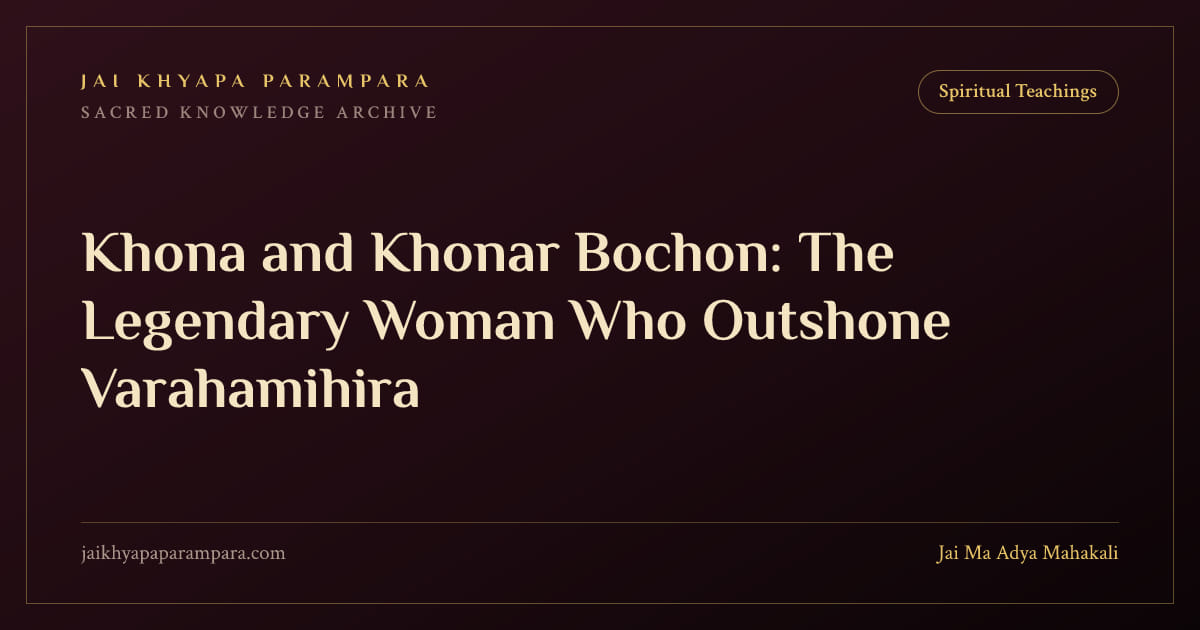 JAI KHYAPA PARAMPARA
SACRED KNOWLEDGE ARCHIVE
Spiritual Teachings
Khona and Khonar Bochon: The
Legendary Woman Who Outshone
Varahamihira
jaikhyapaparampara.com
Jai Ma Adya Mahakali